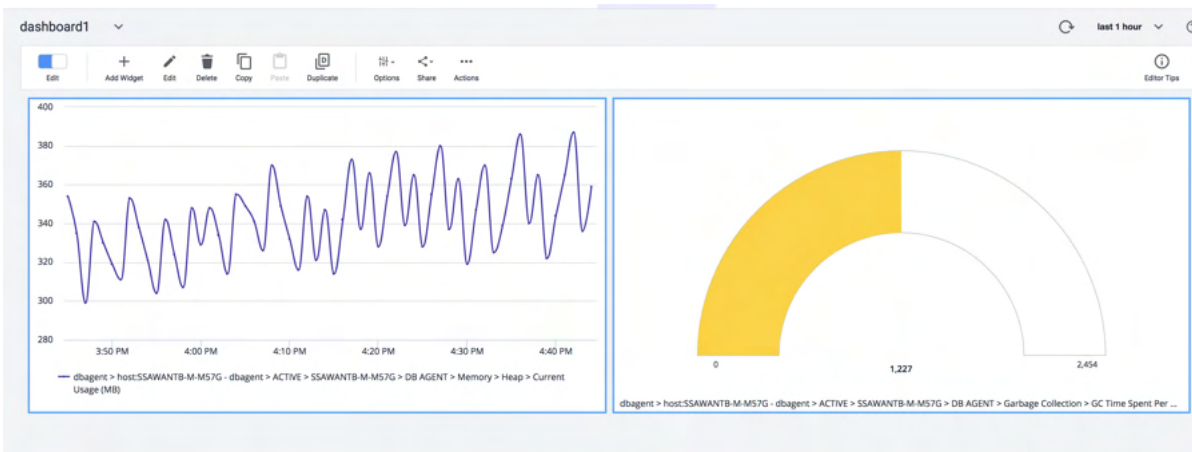 dashboard1
last 1 hour
Edit
Add Widget
Edit
Delete
Copy
Paste
Duplicate
Options
Share
Actions
Editor Tips
400
380
360
340
320
300
280
3:50 PM
4:00 PM
4:10 PM
4:20 PM
4:30 PM
4:40 PM
dbagent > host:SSAWANTB-M-M57G - dbagent > ACTIVE > SSAWANTB-M-M57G > DB AGENT > Memory > Heap > Current
Usage (MB)
0
1,227
2,454
dbagent > host:SSAWANTB-M-M57G - dbagent > ACTIVE > SSAWANTB-M-M57G > DB AGENT > Garbage Collection > GC Time Spent Per ...